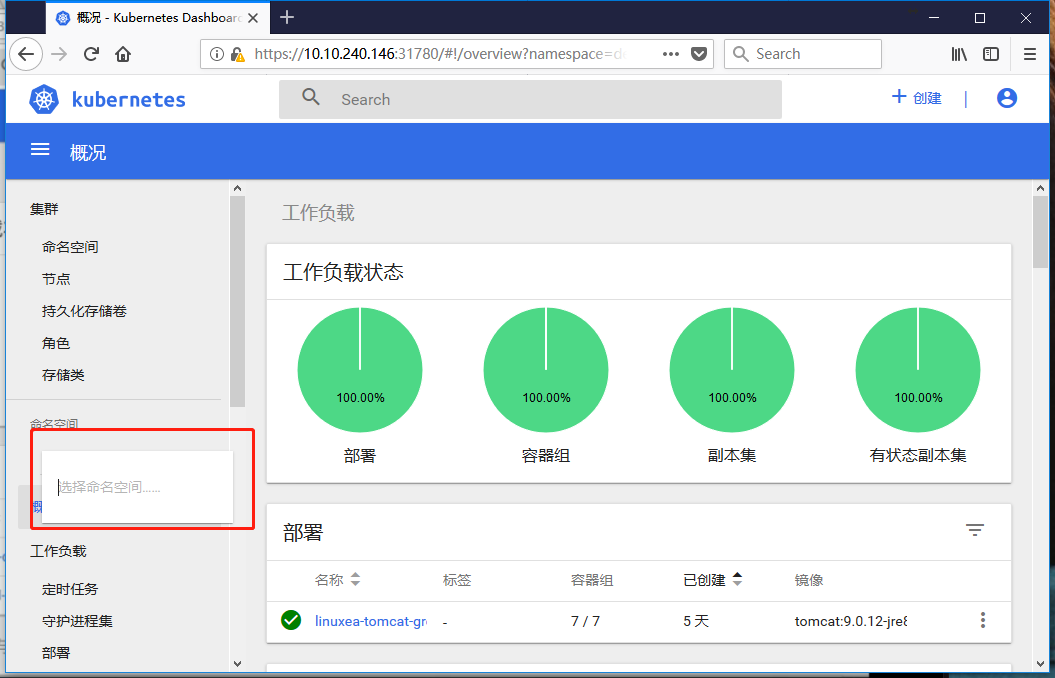 概况 - Kubernetes Dashboard
https://10.10.240.146:31780/#!/overview?namespace=de
Search
kubernetes
Search
创建
概况
集群
命名空间
节点
持久化存储卷
角色
存储类
命名空间
选择命名空间......
概
工作负载
定时任务
守护进程集
部署
工作负载
工作负载状态
100.00% 100.00% 100.00% 100.00%
部署 容器组 副本集 有状态副本集
部署
名称 标签 容器组 已创建 镜像
linuxea-tomcat-gr - 7 / 7 5 天 tomcat:9.0.12-jre8